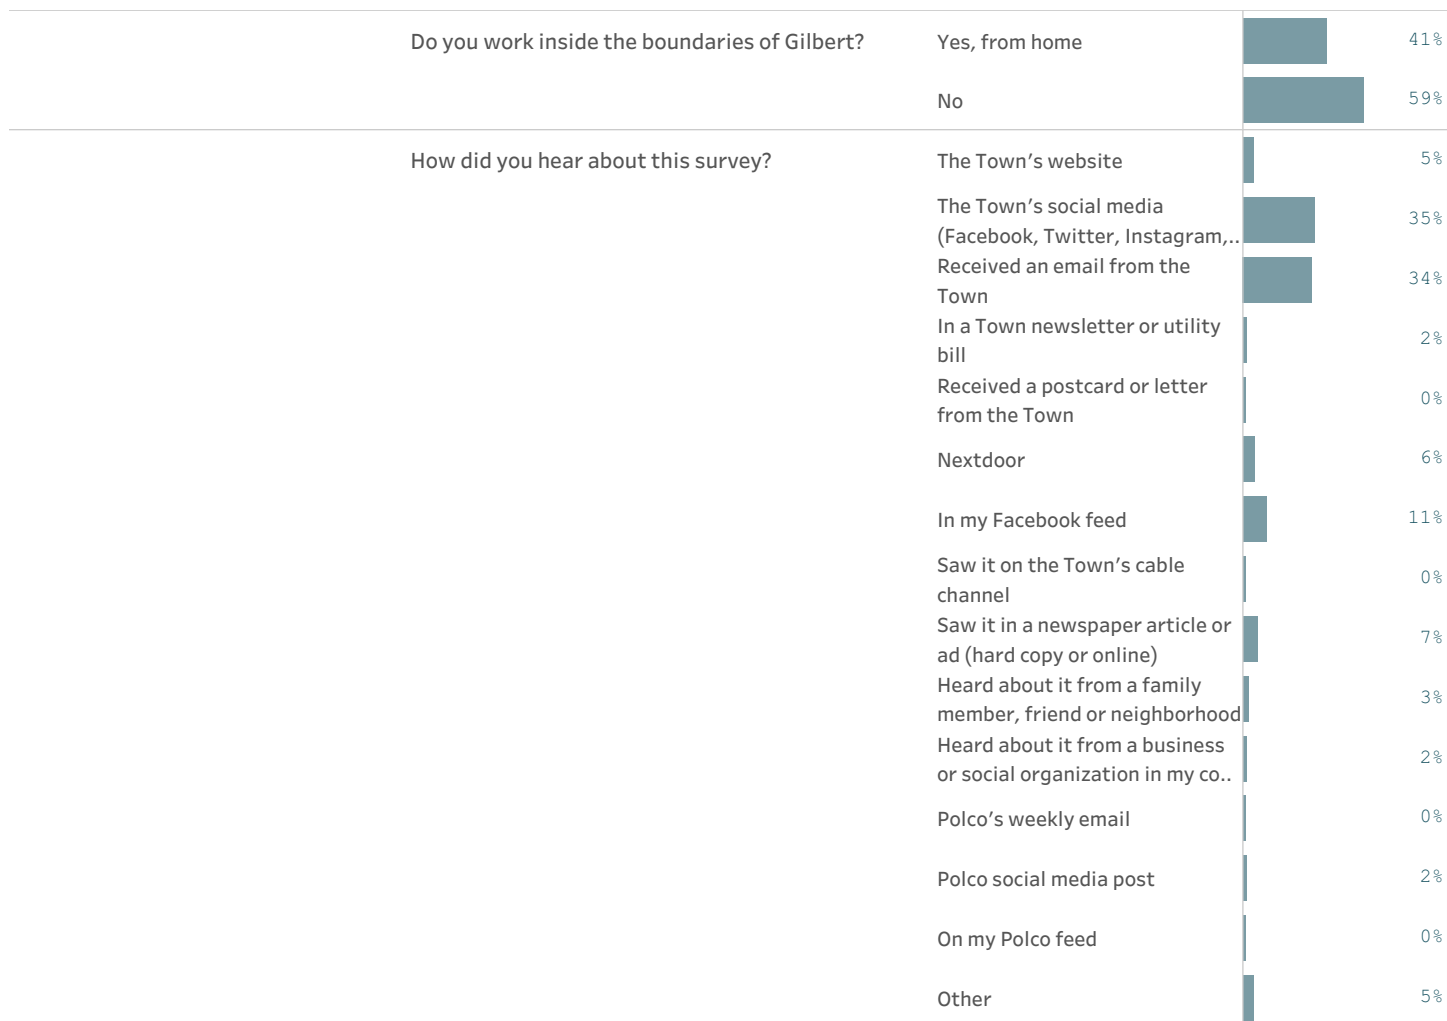 Do you work inside the boundaries of Gilbert?
Yes, from home
41%
No
59%
How did you hear about this survey?
The Town’s website
5%
The Town’s social media
(Facebook, Twitter, Instagram,..
35%
Received an email from the
Town
34%
In a Town newsletter or utility
bill
2%
Received a postcard or letter
from the Town
0%
Nextdoor
6%
In my Facebook feed
11%
Saw it on the Town’s cable
channel
0%
Saw it in a newspaper article or
ad (hard copy or online)
7%
Heard about it from a family
member, friend or neighborhood
3%
Heard about it from a business
or social organization in my co..
2%
Polco’s weekly email
0%
Polco social media post
2%
On my Polco feed
0%
Other
5%